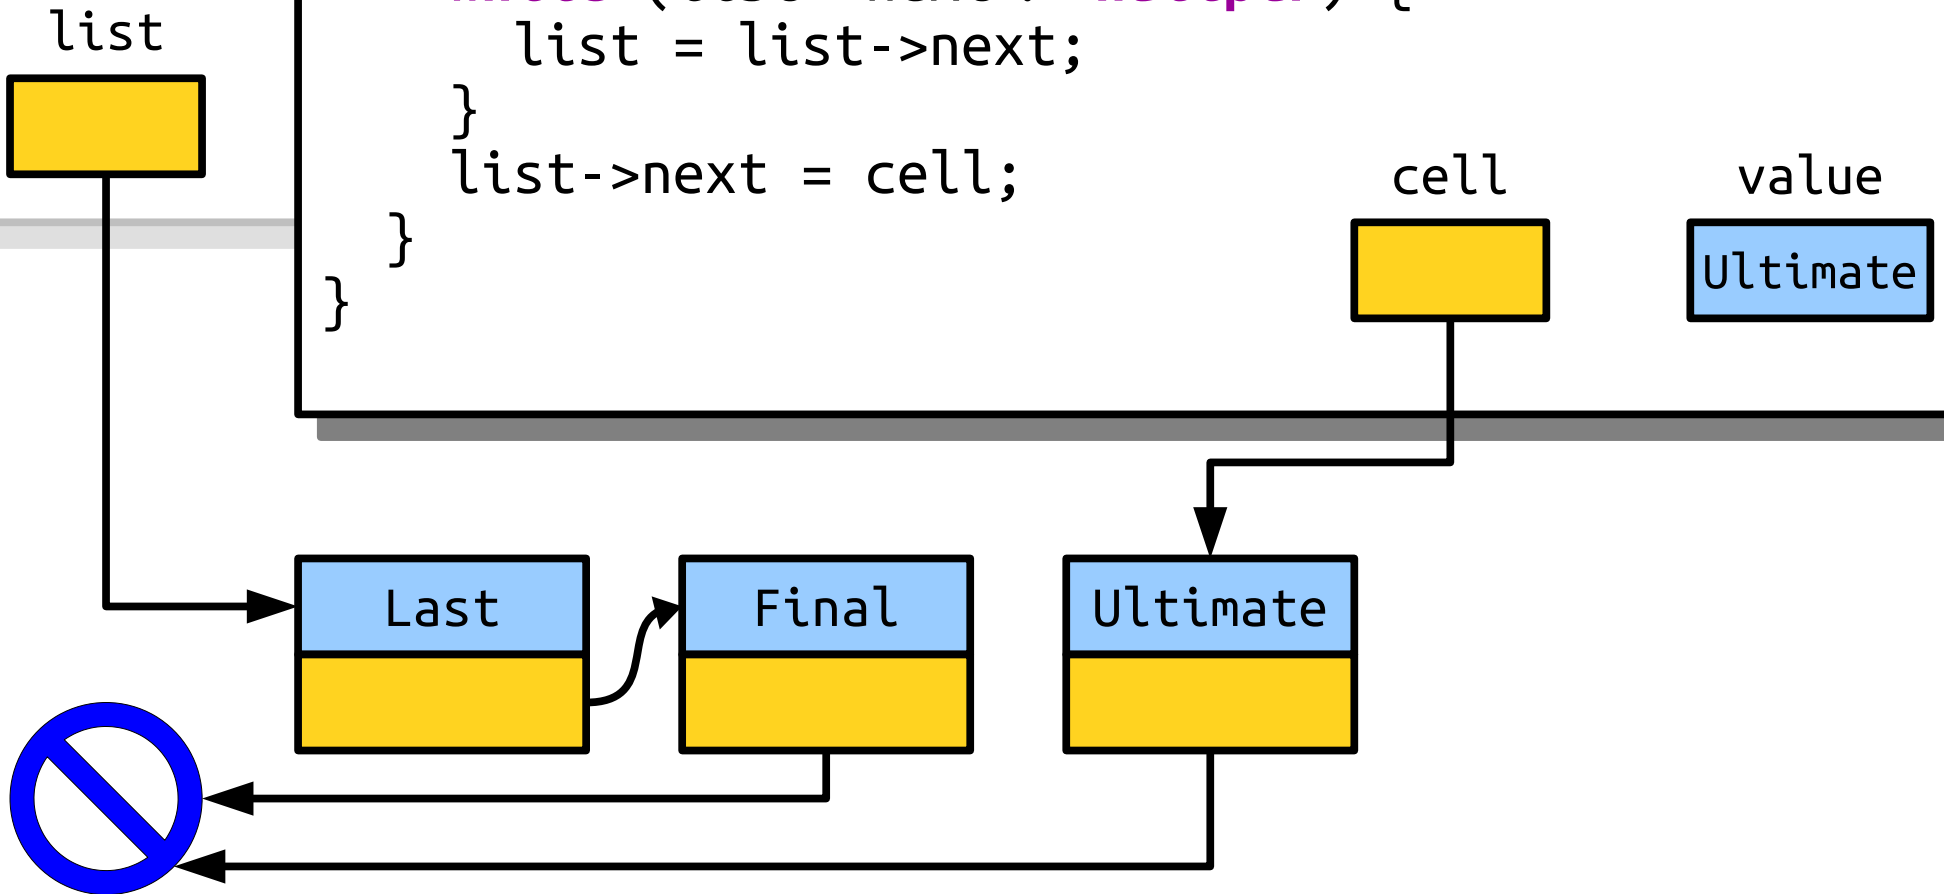 list
list = list->next;
}
list->next = cell;
}
}
cell
value
Ultimate
Last
Final
Ultimate